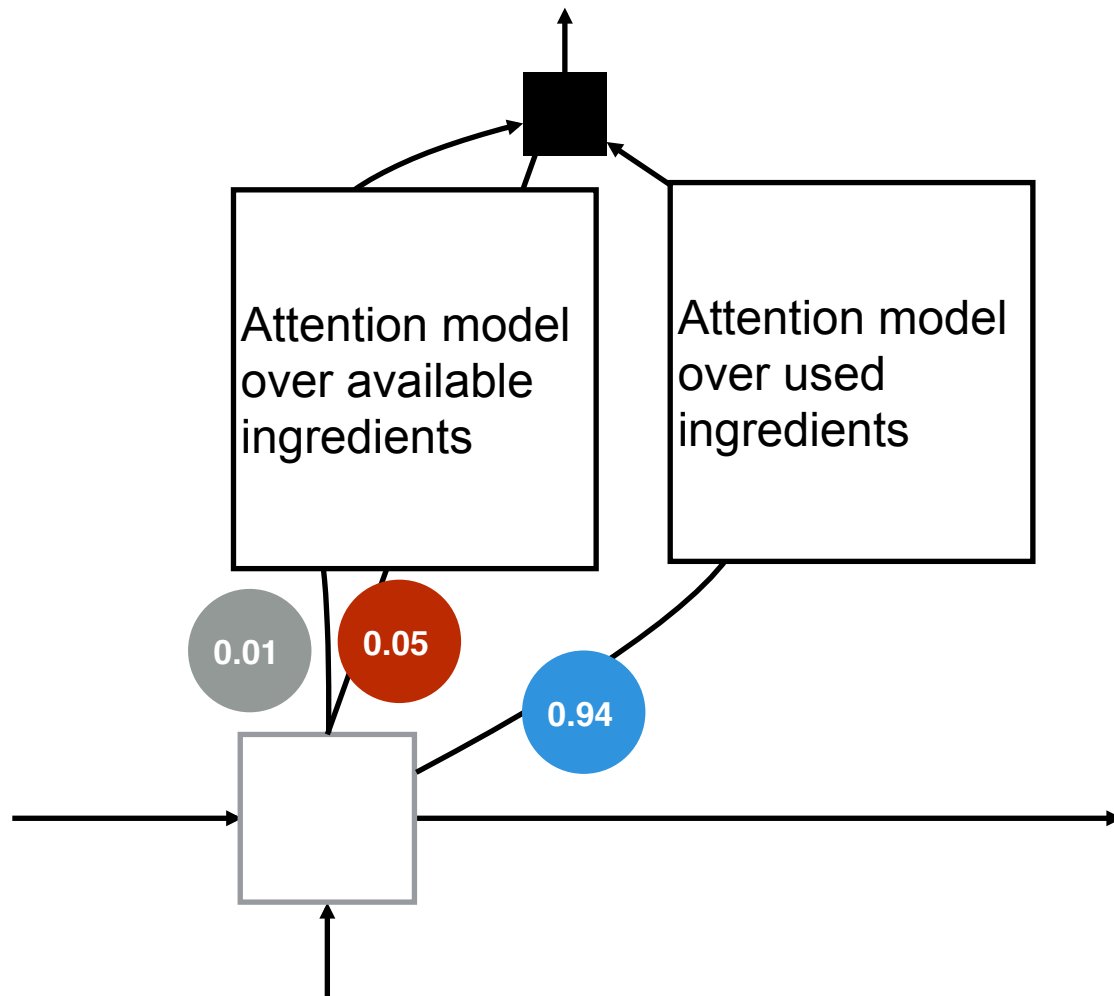 Attention model
over available
ingredients
Attention model
over used
ingredients
0.01
0.05
0.94